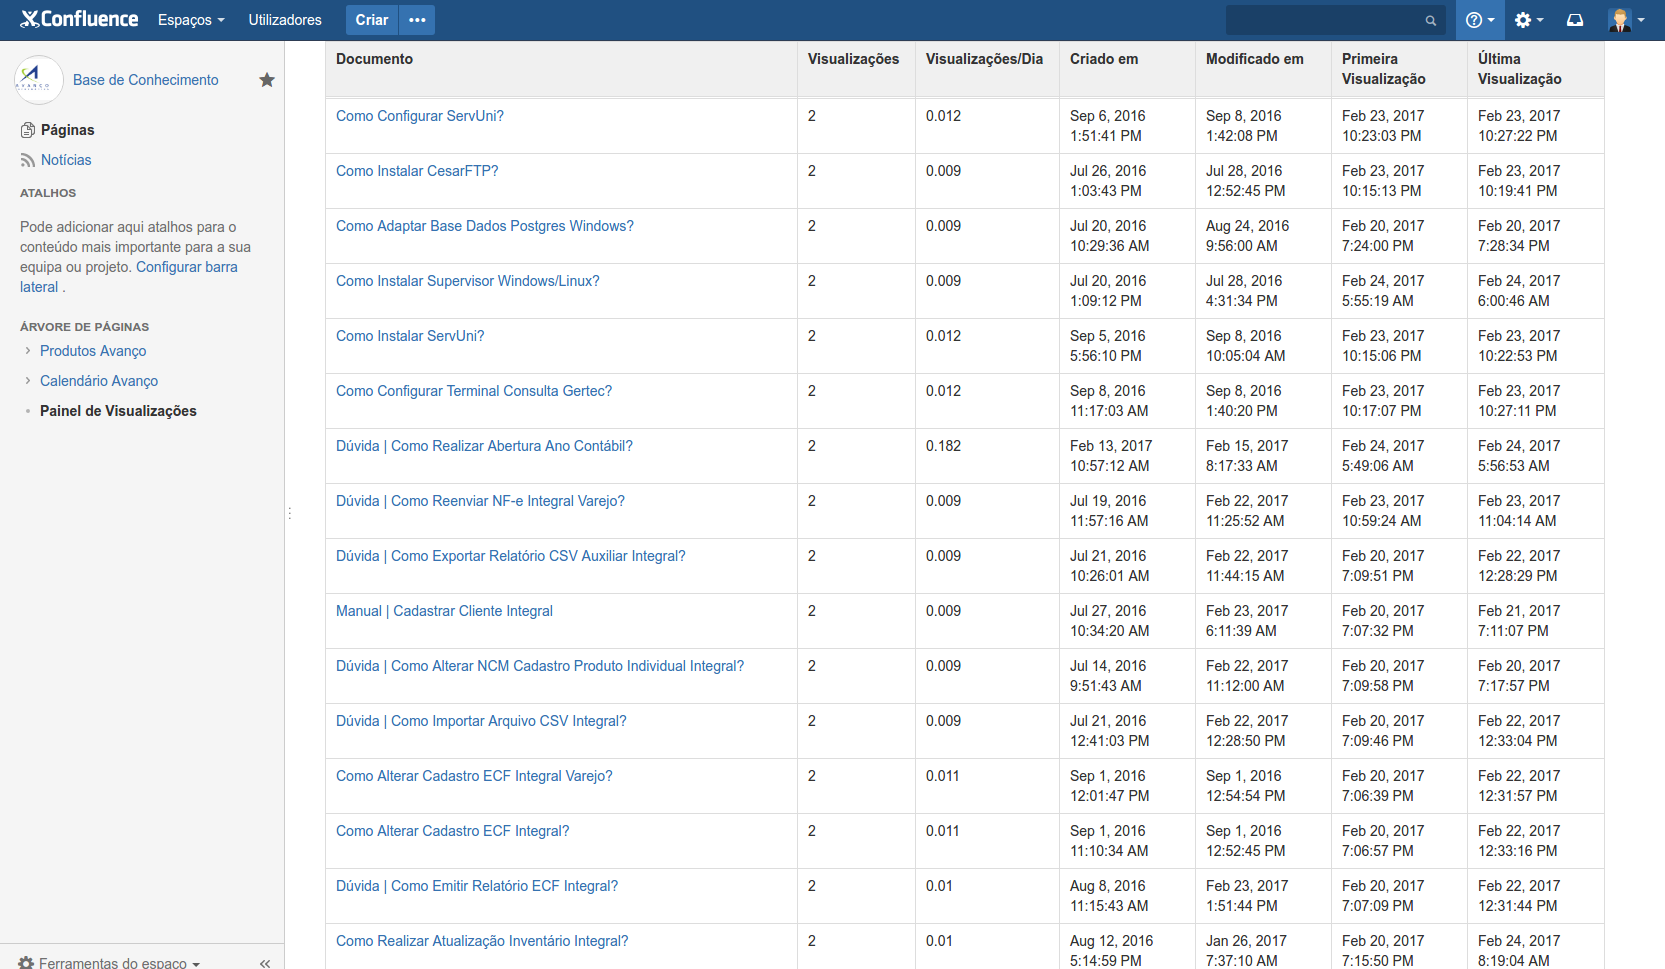 Confluence Espaços Utilizadores Criar
Base de Conhecimento
Páginas
Notícias
ATALHOS
Pode adicionar aqui atalhos para o
conteúdo mais importante para a sua
equipa ou projeto. Configurar barra
lateral .
ÁRVORE DE PÁGINAS
Produtos Avanço
Calendário Avanço
Painel de Visualizações
Ferramentas do espaço
Documento Visualizações Visualizações/Dia Criado em Modificado em Primeira Última
Visualização Visualização
Como Configurar ServUni? 2 0.012 Sep 6, 2016 Sep 8, 2016 Feb 23, 2017 Feb 23, 2017
1:51:41 PM 1:42:08 PM 10:23:03 PM 10:27:22 PM
Como Instalar CesarFTP? 2 0.009 Jul 26, 2016 Jul 28, 2016 Feb 23, 2017 Feb 23, 2017
1:03:43 PM 12:52:45 PM 10:15:13 PM 10:19:41 PM
Como Adaptar Base Dados Postgres Windows? 2 0.009 Jul 20, 2016 Aug 24, 2016 Feb 20, 2017 Feb 20, 2017
10:29:36 AM 9:56:00 AM 7:24:00 PM 7:28:34 PM
Como Instalar Supervisor Windows/Linux? 2 0.009 Jul 20, 2016 Jul 28, 2016 Feb 24, 2017 Feb 24, 2017
1:09:12 PM 4:31:34 PM 5:55:19 AM 6:00:46 AM
Como Instalar ServUni? 2 0.012 Sep 5, 2016 Sep 8, 2016 Feb 23, 2017 Feb 23, 2017
5:56:10 PM 10:05:04 AM 10:15:06 PM 10:22:53 PM
Como Configurar Terminal Consulta Gertec? 2 0.012 Sep 8, 2016 Sep 8, 2016 Feb 23, 2017 Feb 23, 2017
11:17:03 AM 1:40:20 PM 10:17:07 PM 10:27:11 PM
Dúvida | Como Realizar Abertura Ano Contábil? 2 0.182 Feb 13, 2017 Feb 15, 2017 Feb 24, 2017 Feb 24, 2017
10:57:12 AM 8:17:33 AM 5:49:06 AM 5:56:53 AM
Dúvida | Como Reenviar NF-e Integral Varejo? 2 0.009 Jul 19, 2016 Feb 22, 2017 Feb 23, 2017 Feb 23, 2017
11:57:16 AM 11:25:52 AM 10:59:24 AM 11:04:14 AM
Dúvida | Como Exportar Relatório CSV Auxiliar Integral? 2 0.009 Jul 21, 2016 Feb 22, 2017 Feb 20, 2017 Feb 22, 2017
10:26:01 AM 11:44:15 AM 7:09:51 PM 12:28:29 PM
Manual | Cadastrar Cliente Integral 2 0.009 Jul 27, 2016 Feb 23, 2017 Feb 20, 2017 Feb 21, 2017
10:34:20 AM 6:11:39 AM 7:07:32 PM 7:11:07 PM
Dúvida | Como Alterar NCM Cadastro Produto Individual Integral? 2 0.009 Jul 14, 2016 Feb 22, 2017 Feb 20, 2017 Feb 20, 2017
9:51:43 AM 11:12:00 AM 7:09:58 PM 7:17:57 PM
Dúvida | Como Importar Arquivo CSV Integral? 2 0.009 Jul 21, 2016 Feb 22, 2017 Feb 20, 2017 Feb 22, 2017
12:41:03 PM 12:28:50 PM 7:09:46 PM 12:33:04 PM
Como Alterar Cadastro ECF Integral Varejo? 2 0.011 Sep 1, 2016 Sep 1, 2016 Feb 20, 2017 Feb 22, 2017
12:01:47 PM 12:54:54 PM 7:06:39 PM 12:31:57 PM
Como Alterar Cadastro ECF Integral? 2 0.011 Sep 1, 2016 Sep 1, 2016 Feb 20, 2017 Feb 22, 2017
11:10:34 AM 12:52:45 PM 7:06:57 PM 12:33:16 PM
Dúvida | Como Emitir Relatório ECF Integral? 2 0.01 Aug 8, 2016 Feb 23, 2017 Feb 20, 2017 Feb 22, 2017
11:15:43 AM 1:51:44 PM 7:07:09 PM 12:31:44 PM
Como Realizar Atualização Inventário Integral? 2 0.01 Aug 12, 2016 Jan 26, 2017 Feb 20, 2017 Feb 24, 2017
5:14:59 PM 7:37:10 AM 7:15:50 PM 8:19:04 AM